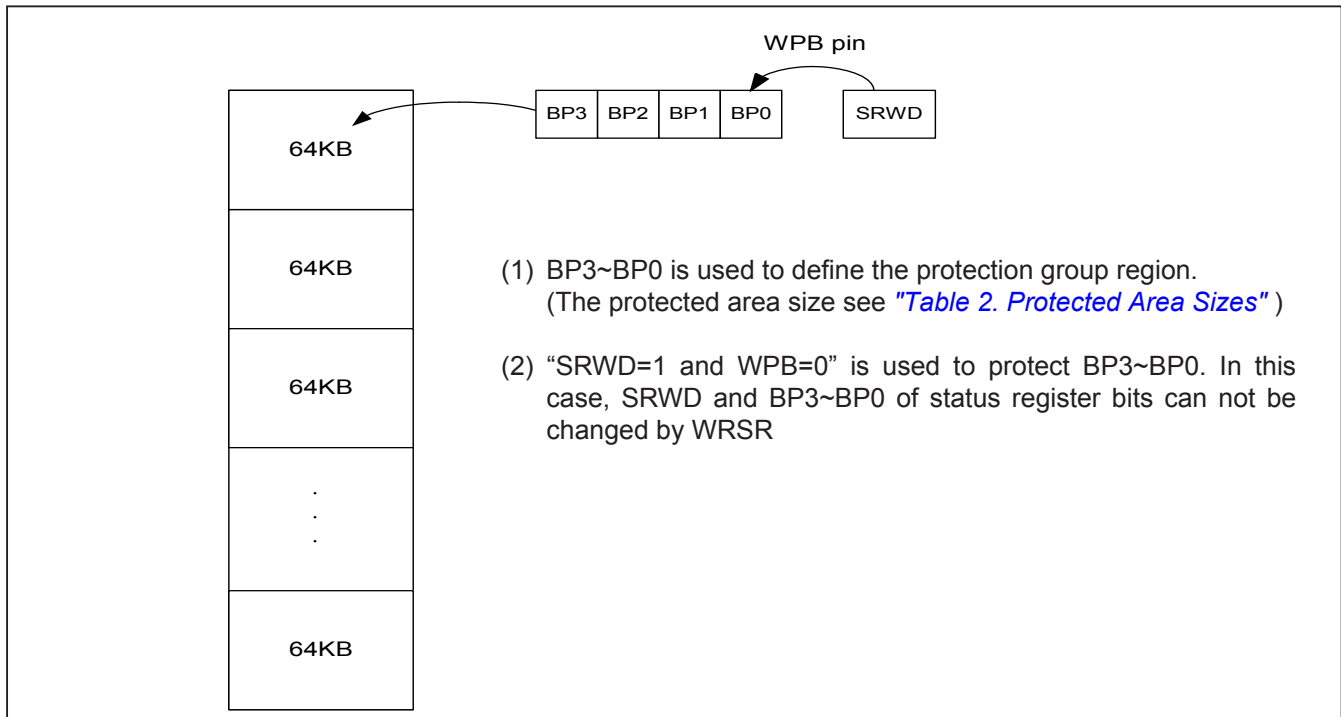 WPB pin
BP3 BP2 BP1 BP0 SRWD
64KB
64KB
64KB
.
.
.
64KB
(1) BP3~BP0 is used to define the protection group region.
(The protected area size see "Table 2. Protected Area Sizes" )
(2) “SRWD=1 and WPB=0” is used to protect BP3~BP0. In this
case, SRWD and BP3~BP0 of status register bits can not be
changed by WRSR